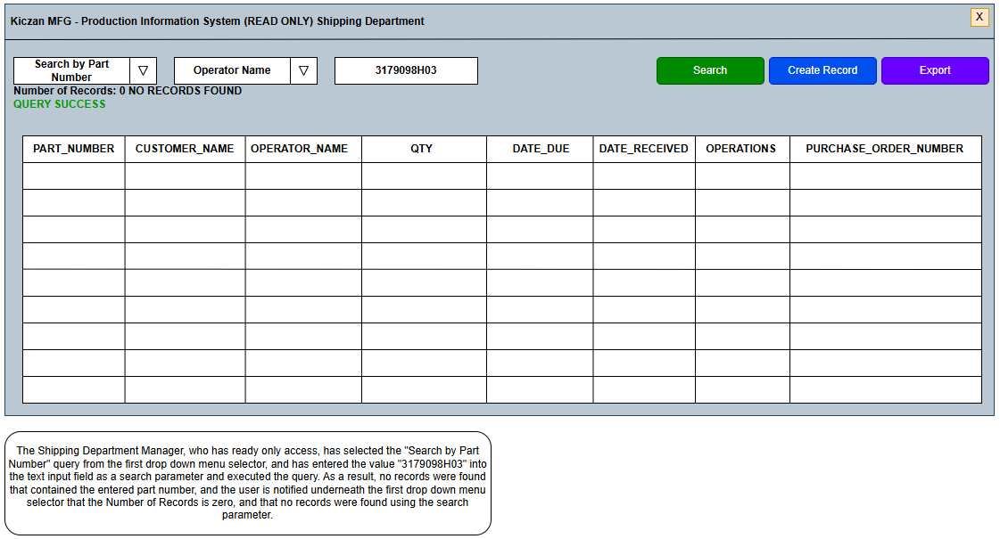 Kiczan MFG - Production Information System (READ ONLY) Shipping Department
X
Search by Part
Number
▽
Operator Name
▽
3179098H03
Search
Create Record
Export
Number of Records: 0 NO RECORDS FOUND
QUERY SUCCESS
PART_NUMBER CUSTOMER_NAME OPERATOR_NAME QTY DATE_DUE DATE_RECEIVED OPERATIONS PURCHASE_ORDER_NUMBER
The Shipping Department Manager, who has ready only access, has selected the "Search by Part
Number" query from the first drop down menu selector, and has entered the value "3179098H03" into
the text input field as a search parameter and executed the query. As a result, no records were found
that contained the entered part number, and the user is notified underneath the first drop down menu
selector that the Number of Records is zero, and that no records were found using the search
parameter.